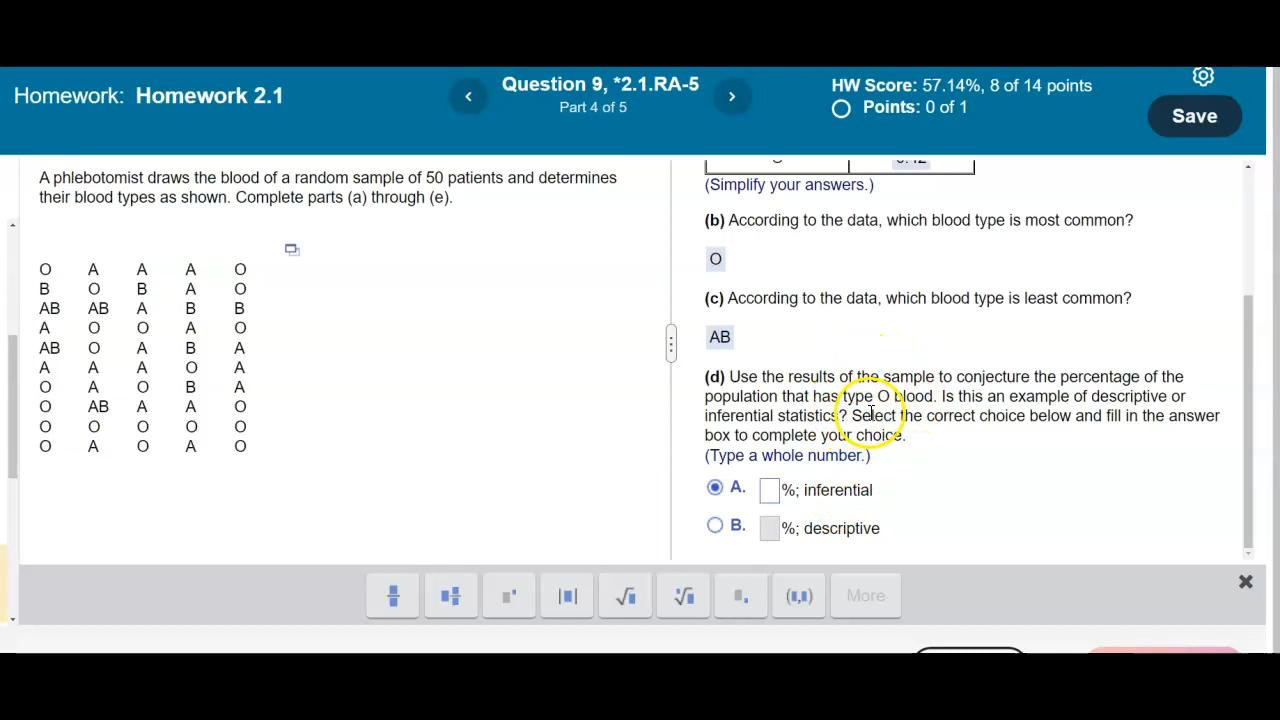 Homework: Homework 2.1
Question 9, *2.1.RA-5
Part 4 of 5
HW Score: 57.14%, 8 of 14 points
Points: 0 of 1
Save
A phlebotomist draws the blood of a random sample of 50 patients and determines
their blood types as shown. Complete parts (a) through (e).
O A A A O
B O B A O
AB AB A B B
A O O A O
AB O A B A
A A A O A
O A O B A
O AB A A O
O O O O O
O A O A O
(Simplify your answers.)
(b) According to the data, which blood type is most common?
O
(c) According to the data, which blood type is least common?
AB
(d) Use the results of the sample to conjecture the percentage of the
population that has type O blood. Is this an example of descriptive or
inferential statistics? Select the correct choice below and fill in the answer
box to complete your choice.
(Type a whole number.)
A. %; inferential
B. %; descriptive
More